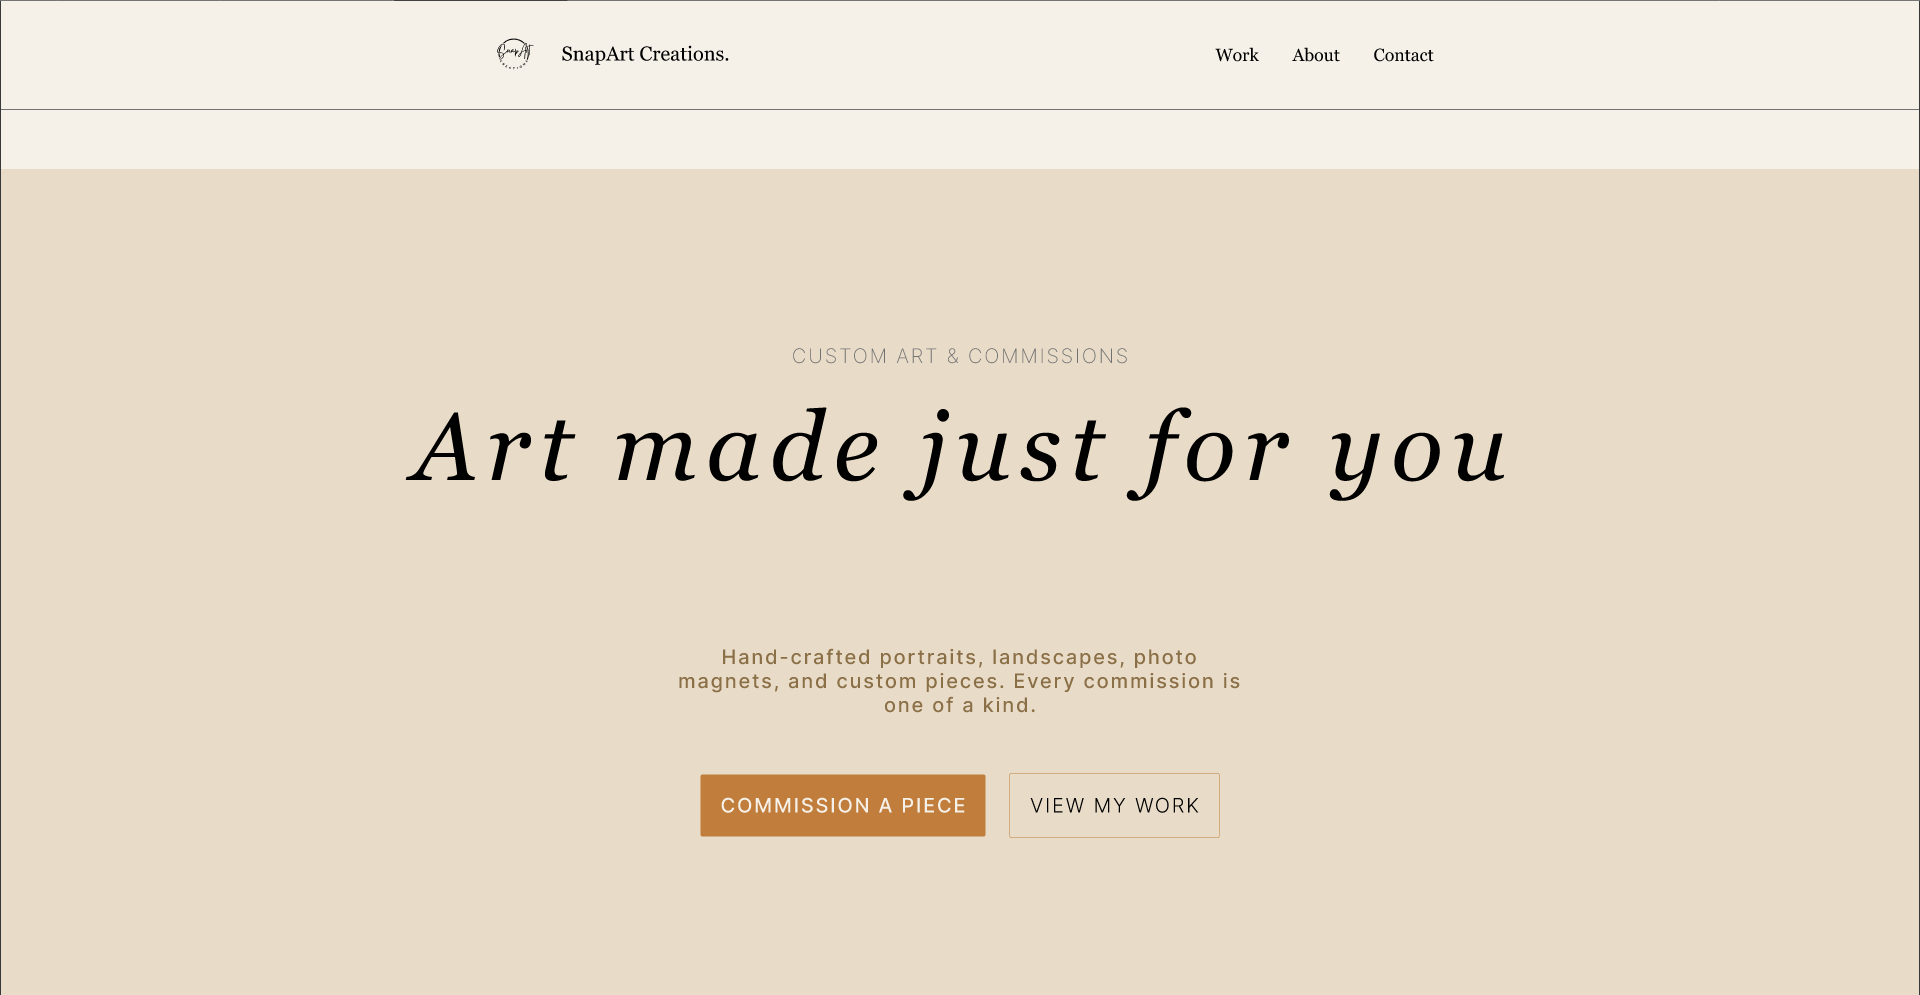 SnapArt
SnapArt Creations.
Work About Contact
CUSTOM ART & COMMISSIONS
Art made just for you
Hand-crafted portraits, landscapes, photo
magnets, and custom pieces. Every commission is
one of a kind.
COMMISSION A PIECE
VIEW MY WORK